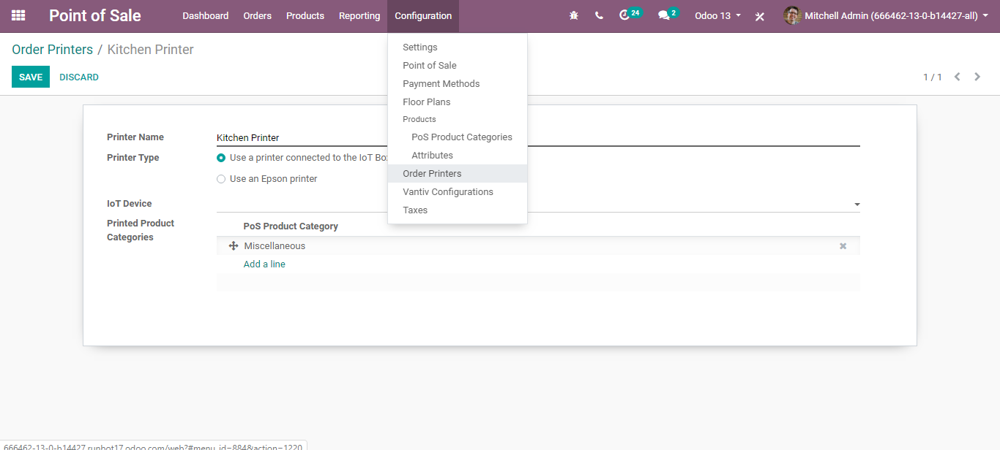 Point of Sale Dashboard Orders Products Reporting Configuration 24 2 Odoo 13 Mitchell Admin (666462-13-0-b14427-all)
Order Printers / Kitchen Printer
SAVE DISCARD
1 / 1
Settings
Point of Sale
Payment Methods
Floor Plans
Products
PoS Product Categories
Attributes
Order Printers
Vantiv Configurations
Taxes
Printer Name Kitchen Printer
Printer Type Use a printer connected to the IoT Bo
Use an Epson printer
IoT Device
Printed Product
Categories
PoS Product Category
Miscellaneous
Add a line
666462-13-0-b14427.runbot17.odoo.com/web?#menu_id=884&action=1220